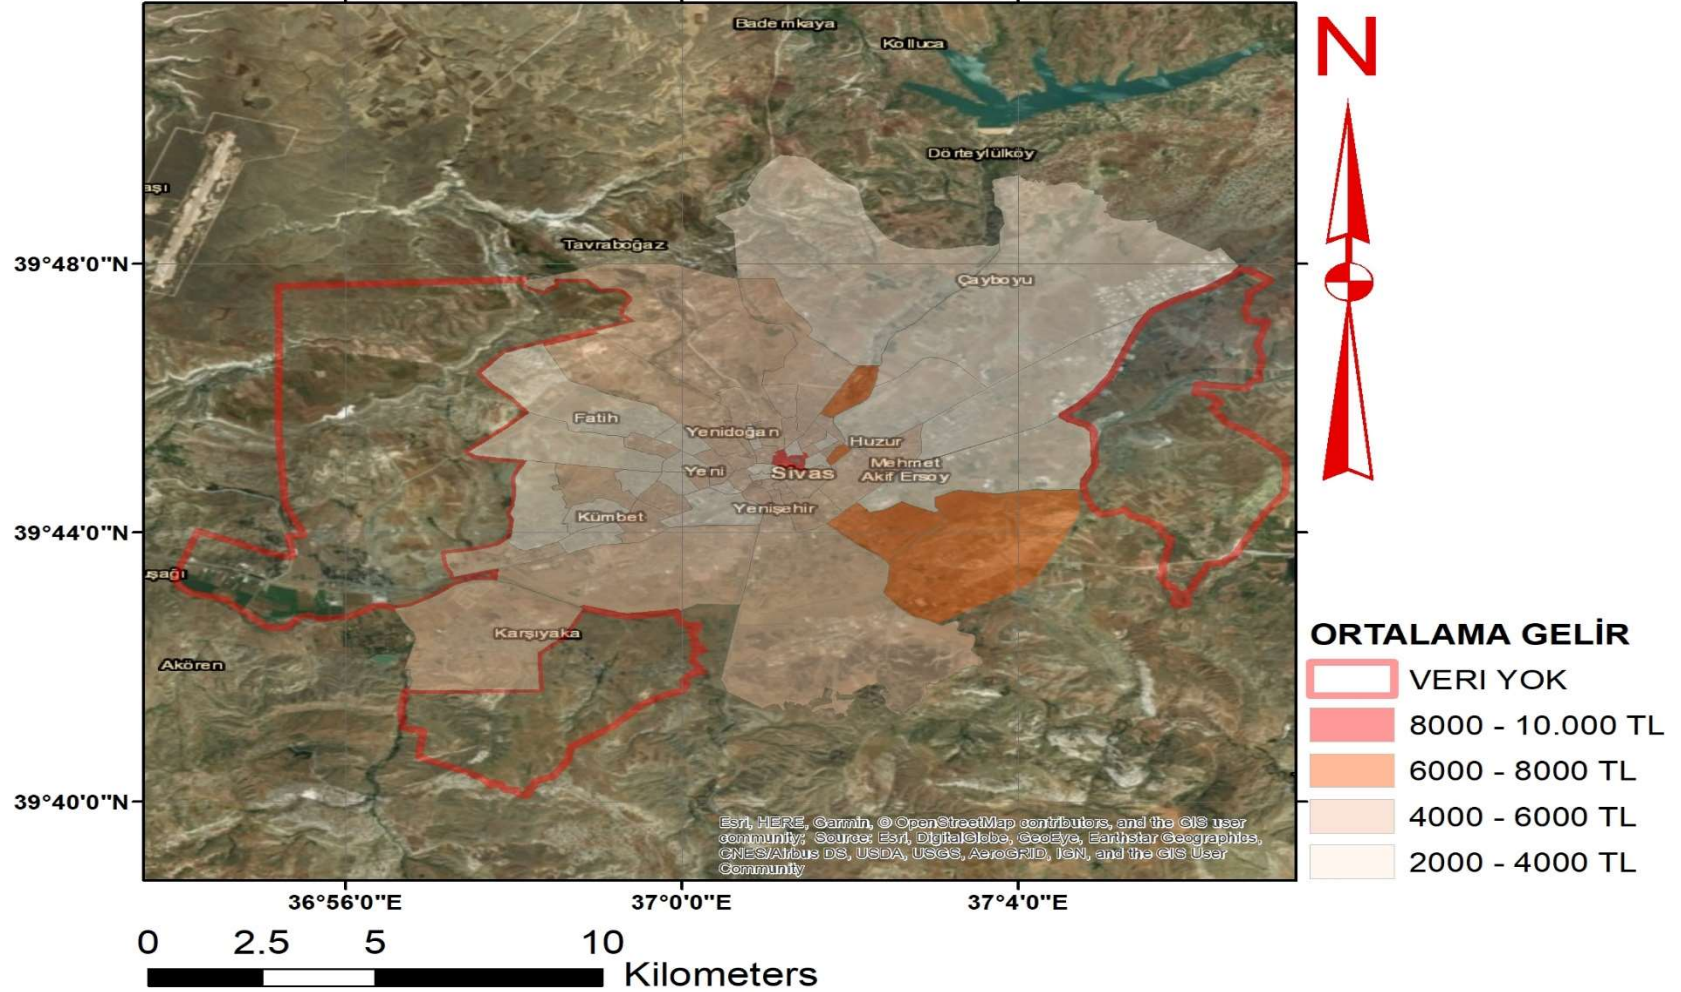 N
Bademkaya
Kolluca
Dörteylülköy
aşı
Tavraboğaz
39°48'0"N
Çayboyu
Fatih
Yenidoğan
Huzur
Yeni
Sivas
Mehmet
Akif Ersoy
Kümbet
Yenişehir
39°44'0"N
uşağı
Karşıyaka
Akören
39°40'0"N
Esri, HERE, Garmin, © OpenStreetMap contributors, and the GIS user
community; Source: Esri, DigitalGlobe, GeoEye, Earthstar Geographics,
CNES/Airbus DS, USDA, USGS, AeroGRID, IGN, and the GIS User
Community
36°56'0"E
37°0'0"E
37°4'0"E
0 2.5 5 10
Kilometers
ORTALAMA GELİR
VERI YOK
8000 - 10.000 TL
6000 - 8000 TL
4000 - 6000 TL
2000 - 4000 TL